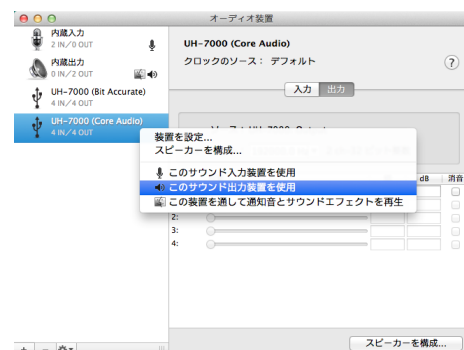 オーディオ装置
内蔵入力
2 IN/0 OUT
内蔵出力
0 IN/2 OUT
UH-7000 (Bit Accurate)
4 IN/4 OUT
UH-7000 (Core Audio)
4 IN/4 OUT
UH-7000 (Core Audio)
クロックのソース： デフォルト
?
入力 出力
装置を設定...
スピーカーを構成...
このサウンド入力装置を使用
このサウンド出力装置を使用
この装置を通して通知音とサウンドエフェクトを再生
dB 消音
2:
3:
4:
スピーカーを構成...